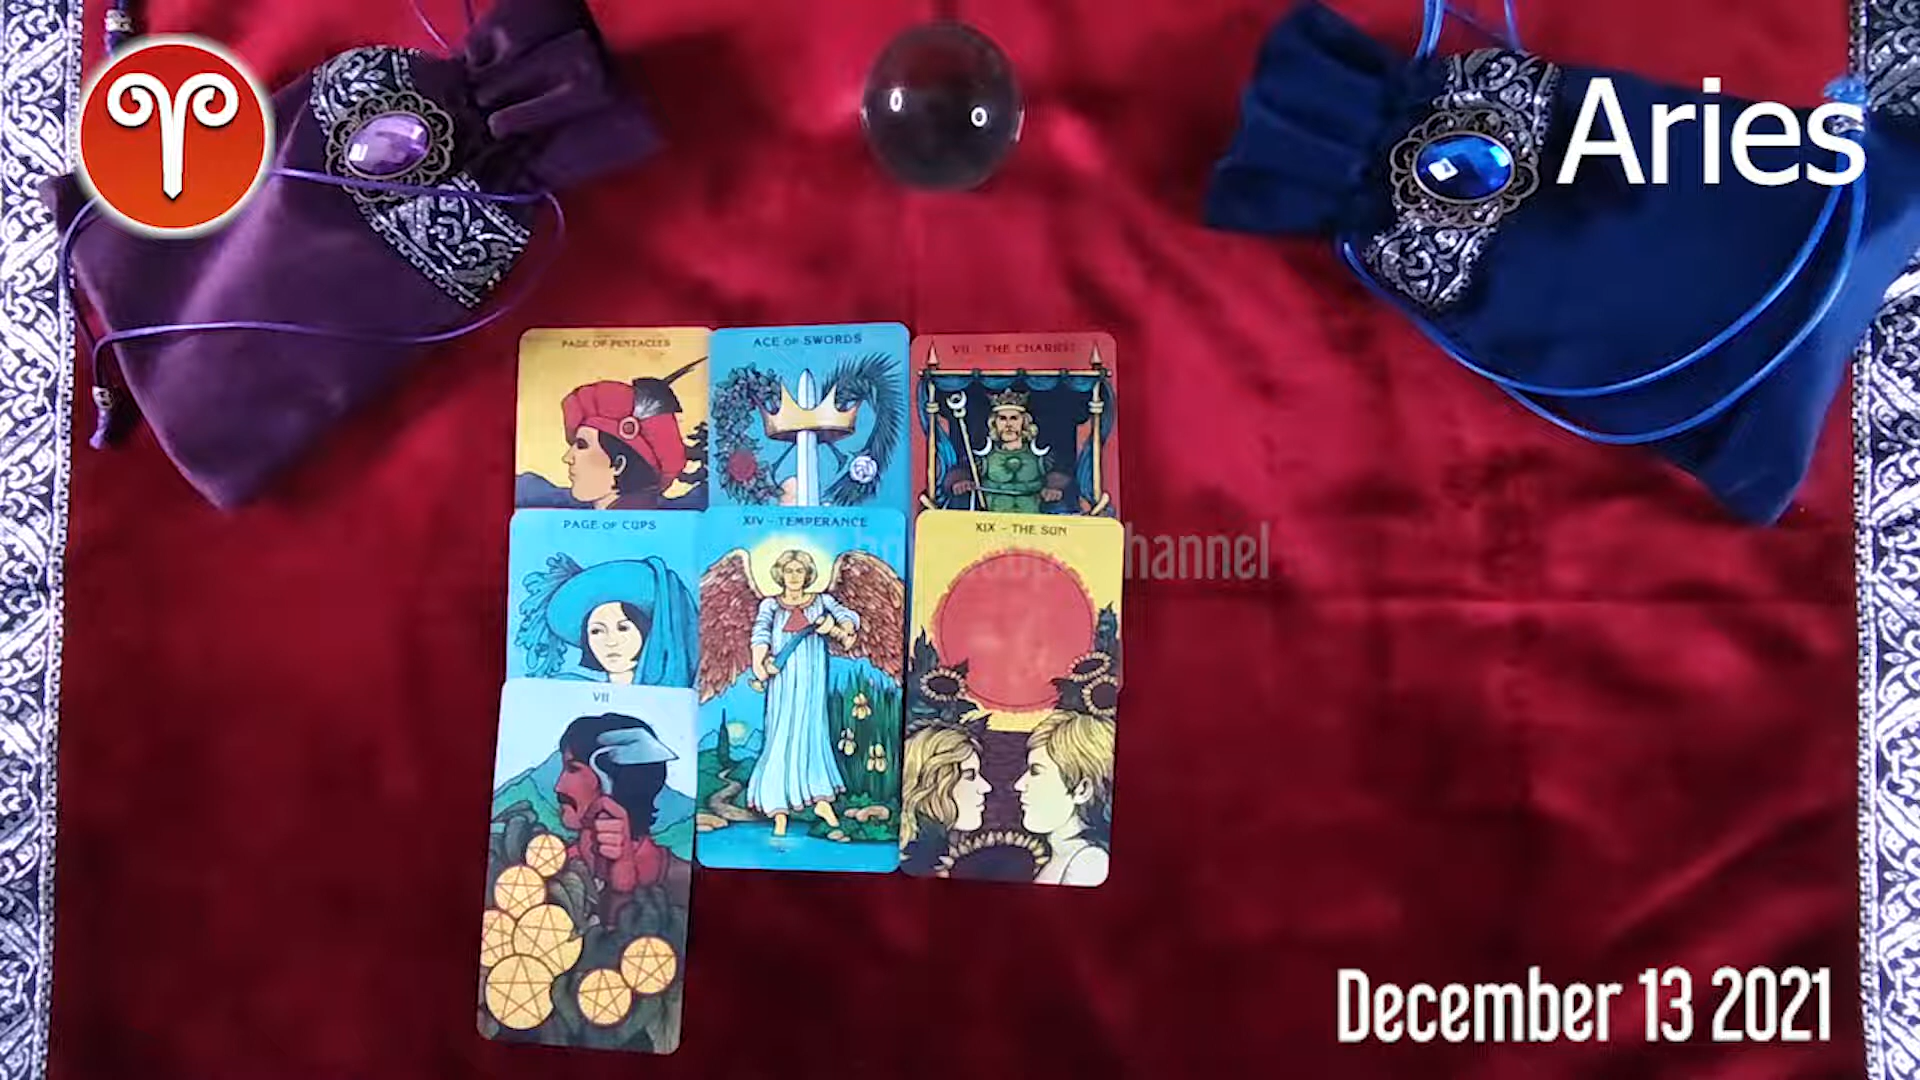 Aries
PAGE OF PENTACLES
ACE OF SWORDS
VII - THE CHARIOT
PAGE OF CUPS
XIV - TEMPERANCE
XIX - THE SUN
hannel
VII
December 13 2021